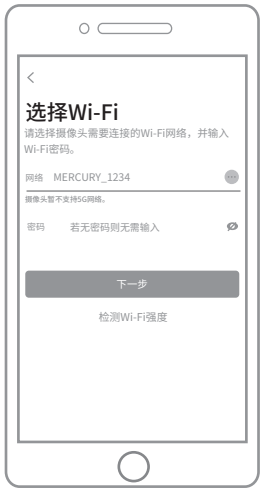 选择Wi-Fi
请选择摄像头需要连接的Wi-Fi网络，并输入
Wi-Fi密码。
网络 MERCURY_1234
摄像头暂不支持5G网络。
密码 若无密码则无需输入
下一步
检测Wi-Fi强度